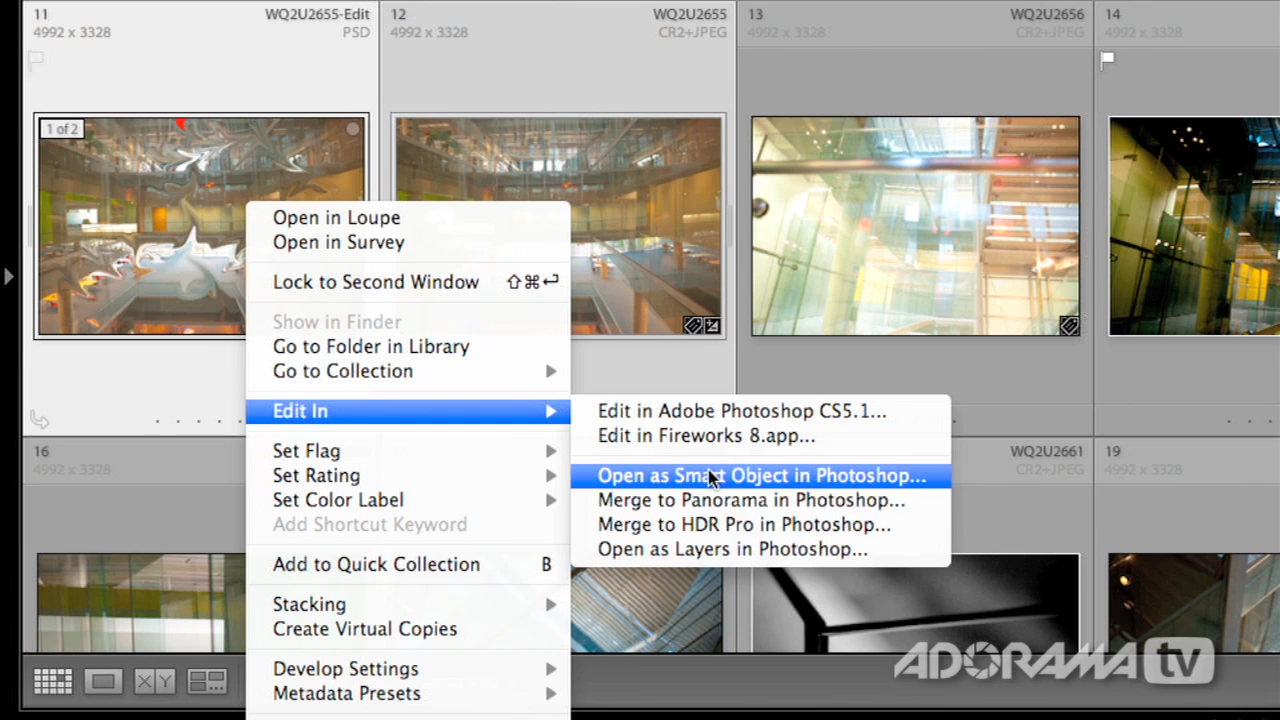 11 WQ2U2655-Edit
4992 x 3328 PSD
12 WQ2U2655
4992 x 3328 CR2+JPEG
13 WQ2U2656
4992 x 3328 CR2+JPEG
14
4992 x 3328
1 of 2
Open in Loupe
Open in Survey
Lock to Second Window ⇧⌘↩
Show in Finder
Go to Folder in Library
Go to Collection
Edit In
Set Flag
Set Rating
Set Color Label
Add Shortcut Keyword
Add to Quick Collection B
Stacking
Create Virtual Copies
Develop Settings
Metadata Presets
Edit in Adobe Photoshop CS5.1...
Edit in Fireworks 8.app...
Open as Smart Object in Photoshop...
Merge to Panorama in Photoshop...
Merge to HDR Pro in Photoshop...
Open as Layers in Photoshop...
16
4992 x 3328
WQ2U2661
CR2+JPEG
19
4992 x 3328
XY
ADORAMA tv